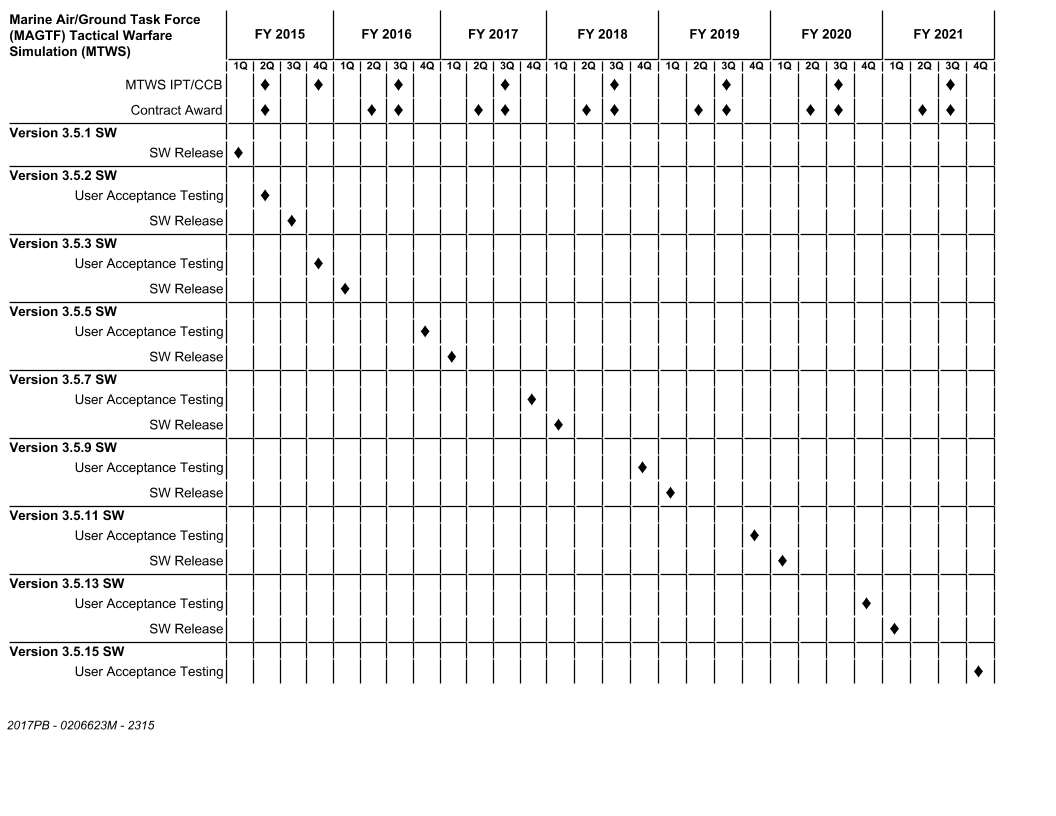 Marine Air/Ground Task Force
(MAGTF) Tactical Warfare
Simulation (MTWS)
FY 2015 FY 2016 FY 2017 FY 2018 FY 2019 FY 2020 FY 2021
1Q 2Q 3Q 4Q 1Q 2Q 3Q 4Q 1Q 2Q 3Q 4Q 1Q 2Q 3Q 4Q 1Q 2Q 3Q 4Q 1Q 2Q 3Q 4Q 1Q 2Q 3Q 4Q
MTWS IPT/CCB
Contract Award
Version 3.5.1 SW
SW Release
Version 3.5.2 SW
User Acceptance Testing
SW Release
Version 3.5.3 SW
User Acceptance Testing
SW Release
Version 3.5.5 SW
User Acceptance Testing
SW Release
Version 3.5.7 SW
User Acceptance Testing
SW Release
Version 3.5.9 SW
User Acceptance Testing
SW Release
Version 3.5.11 SW
User Acceptance Testing
SW Release
Version 3.5.13 SW
User Acceptance Testing
SW Release
Version 3.5.15 SW
User Acceptance Testing
2017PB - 0206623M - 2315